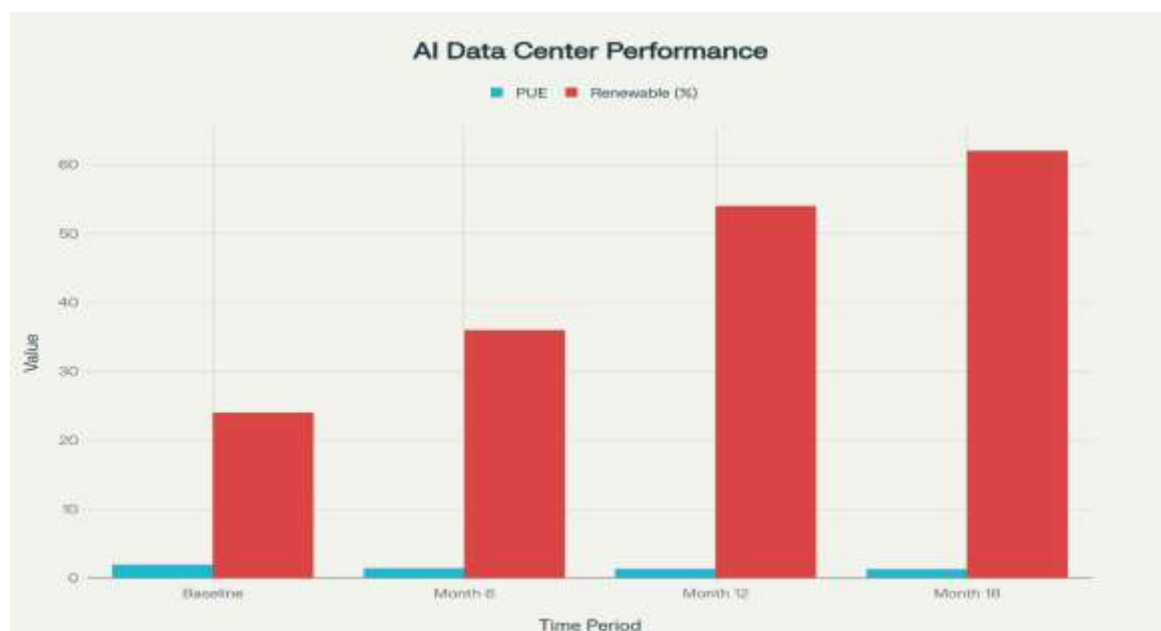 AI Data Center Performance
PUE Renewable (%)
60
50
40
30
20
10
0
Value
Baseline Month 6 Month 12 Month 18
Time Period